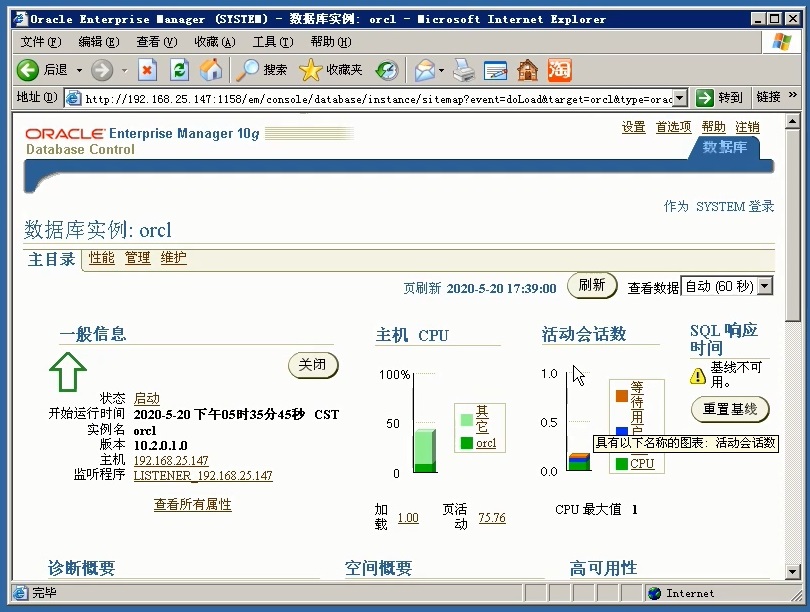 Oracle Enterprise Manager (SYSTEM) - 数据库实例: orcl - Microsoft Internet Explorer
文件(F) 编辑(E) 查看(V) 收藏(A) 工具(T) 帮助(H)
后退 搜索 收藏夹 淘
地址(D) http://192.168.25.147:1158/em/console/database/instance/sitemap?event=doLoad&target=orcl&type=orac 转到 链接 »
ORACLE Enterprise Manager 10g
Database Control
设置 首选项 帮助 注销
数据库
作为 SYSTEM 登录
数据库实例: orcl
主目录 性能 管理 维护
页刷新 2020-5-20 17:39:00 刷新 查看数据 自动 (60 秒)
一般信息
关闭
状态 启动
开始运行时间 2020-5-20 下午05时35分45秒 CST
实例名 orcl
版本 10.2.0.1.0
主机 192.168.25.147
监听程序 LISTENER_192.168.25.147
查看所有属性
主机 CPU
100%
50
0
其它
orcl
加载 1.00 页活动 75.76
活动会话数
1.0
0.5
0.0
等待
用户
CPU
具有以下名称的图表: 活动会话数
CPU 最大值 1
SQL 响应
时间
基线不可
用。
重置基线
诊断概要 空间概要 高可用性
完毕 Internet